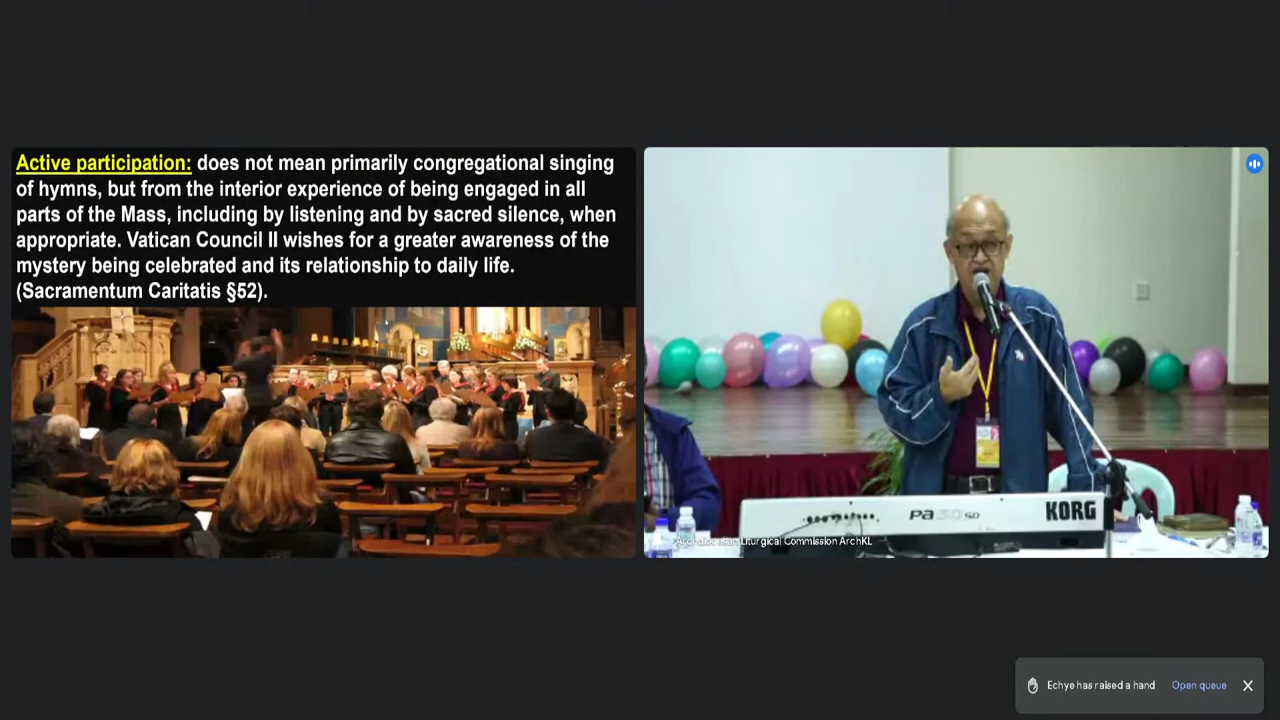 Active participation: does not mean primarily congregational singing
of hymns, but from the interior experience of being engaged in all
parts of the Mass, including by listening and by sacred silence, when
appropriate. Vatican Council II wishes for a greater awareness of the
mystery being celebrated and its relationship to daily life.
(Sacramentum Caritatis §52).
Pa50SD
KORG
Archdiocesan Liturgical Commission ArchKL
Echye has raised a hand
Open queue